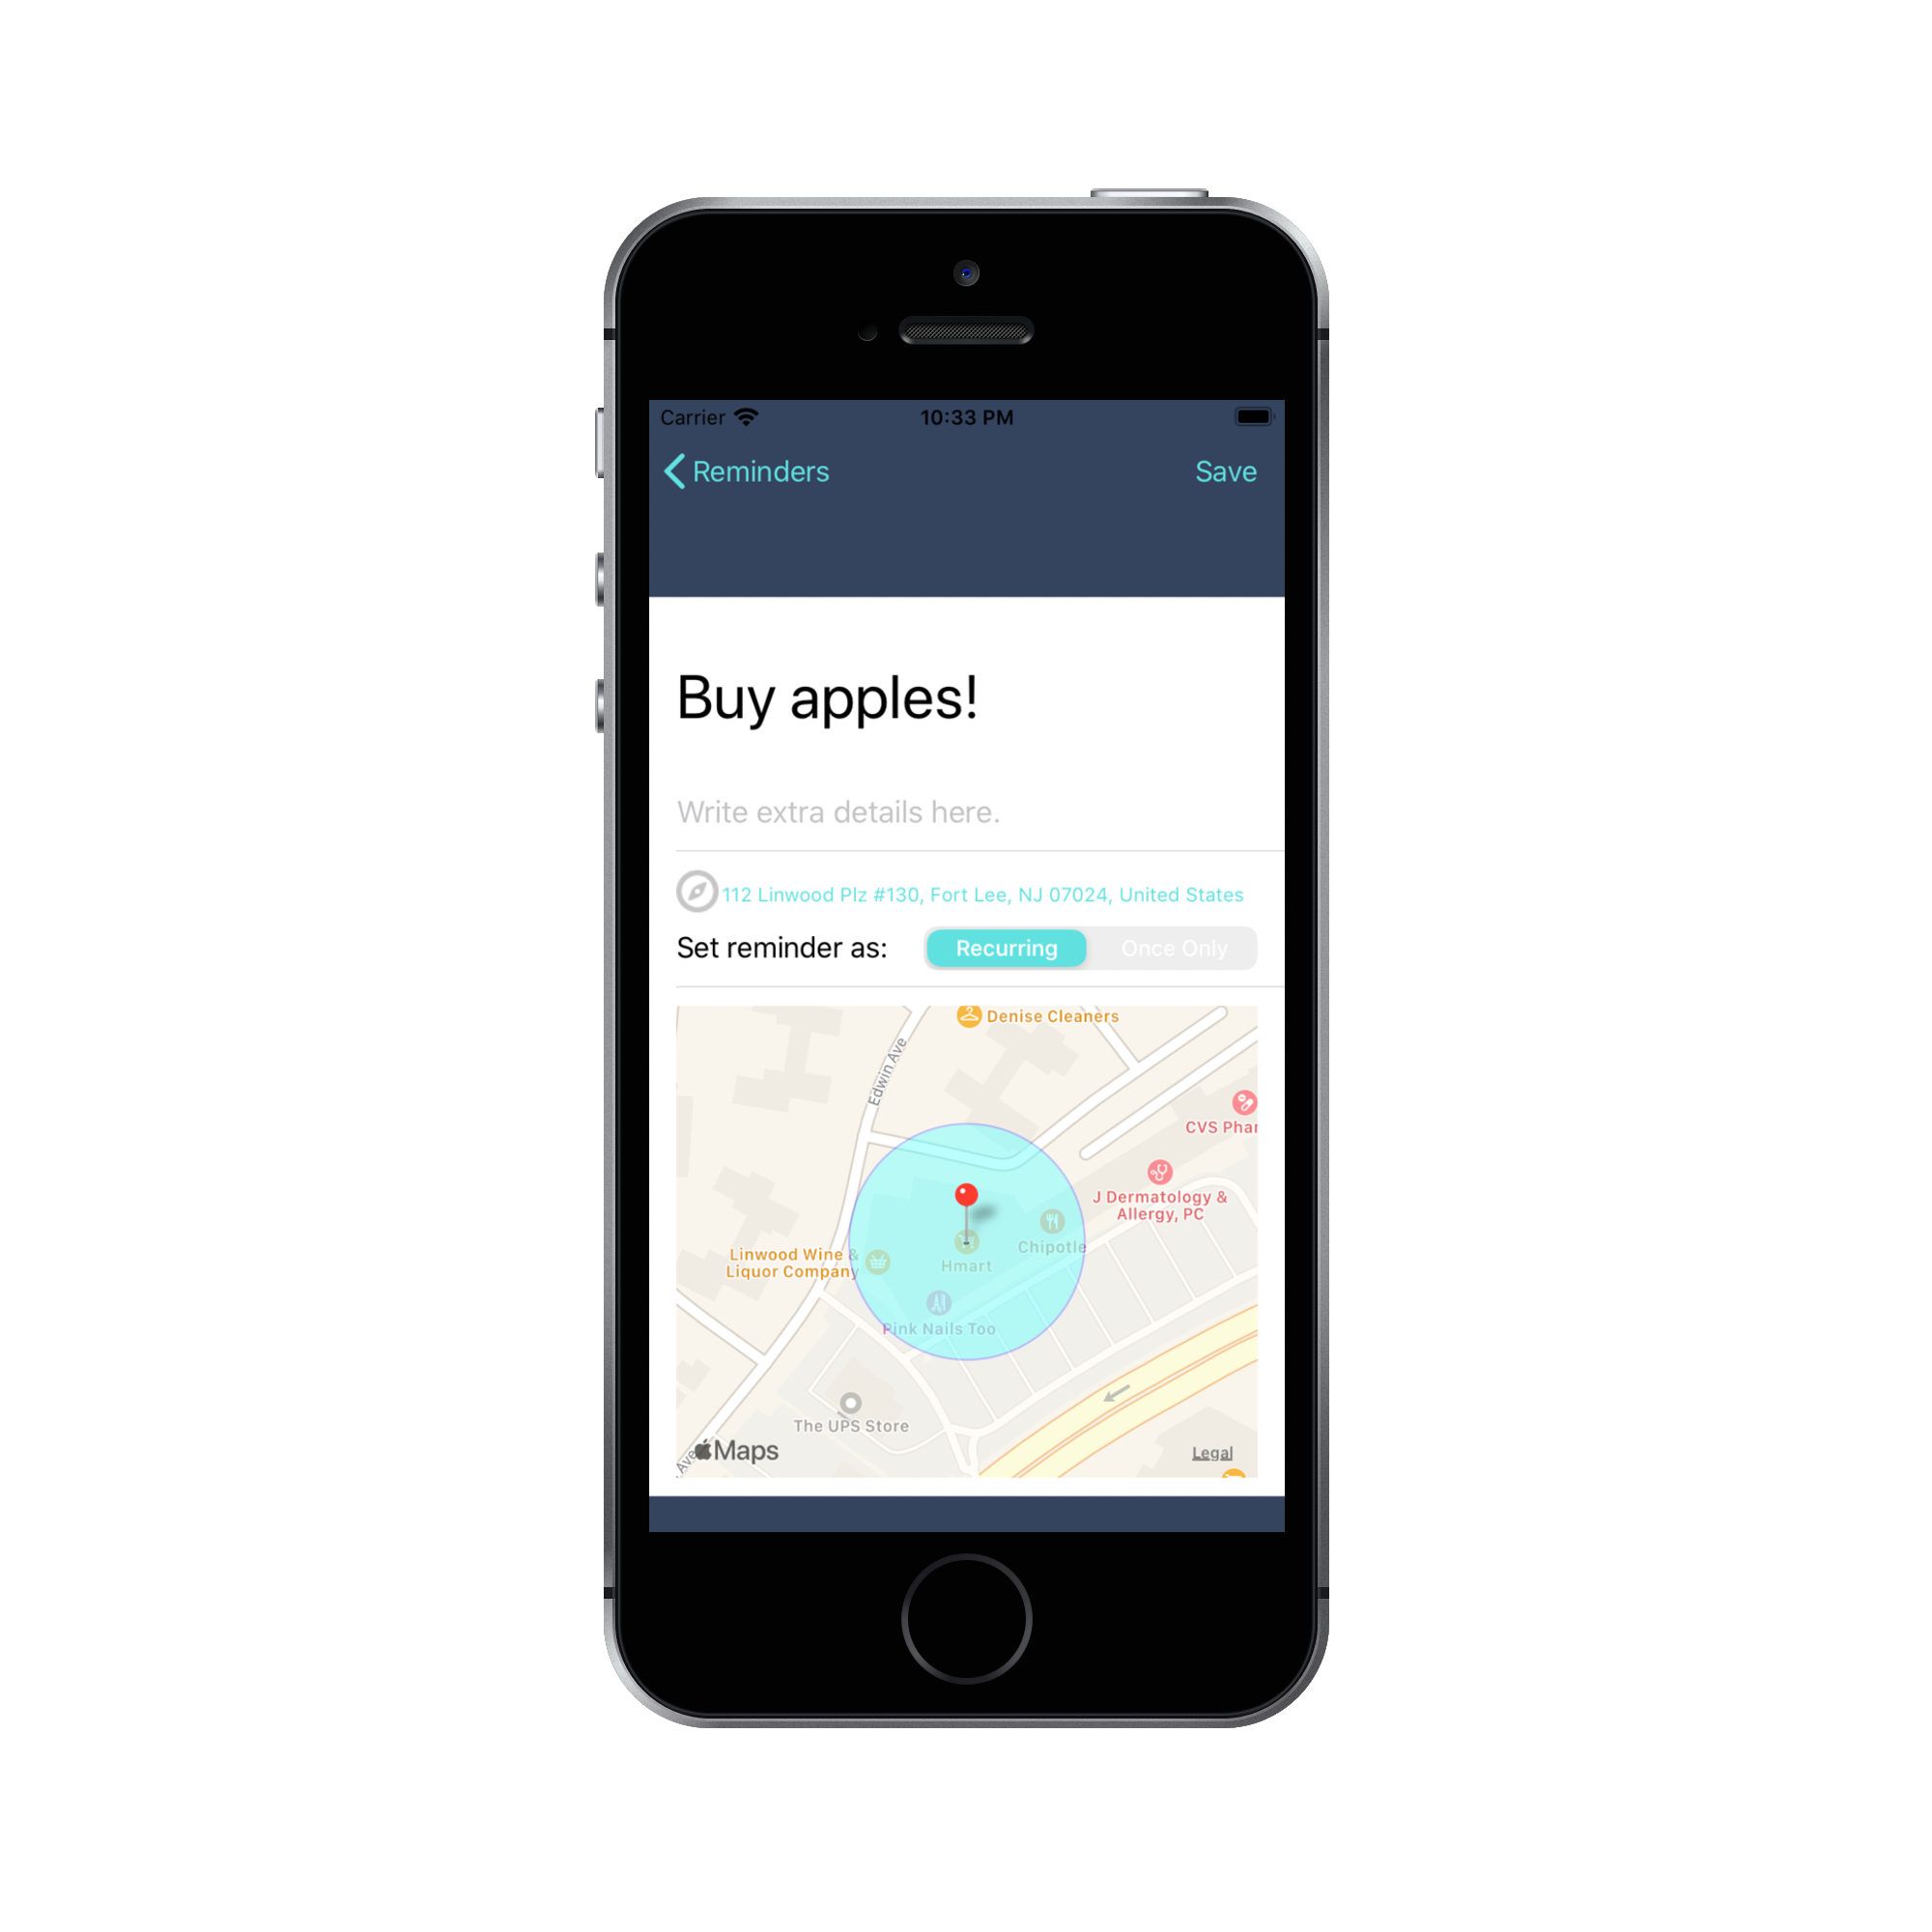 Carrier 10:33 PM
Reminders Save
Buy apples!
Write extra details here.
112 Linwood Plz #130, Fort Lee, NJ 07024, United States
Set reminder as: Recurring Once Only
Denise Cleaners
Edwin Ave
CVS Phar
J Dermatology &
Allergy, PC
Chipotle
Linwood Wine &
Liquor Company
Hmart
Pink Nails Too
The UPS Store
Ave
Maps
Legal